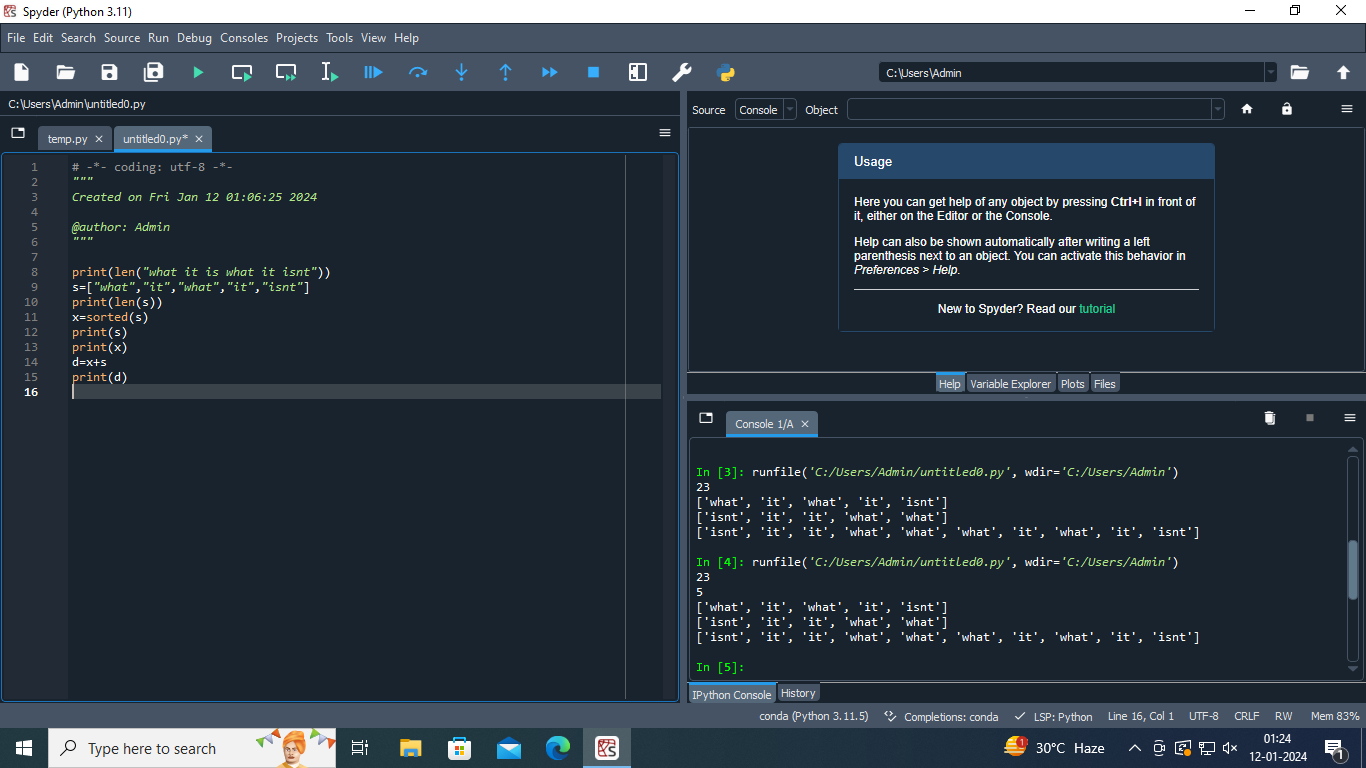 Spyder (Python 3.11)
File Edit Search Source Run Debug Consoles Projects Tools View Help
C:\Users\Admin
C:\Users\Admin\untitled0.py
temp.py untitled0.py*
1 # -*- coding: utf-8 -*-
2 """
3 Created on Fri Jan 12 01:06:25 2024
4
5 @author: Admin
6 """
7
8 print(len("what it is what it isnt"))
9 s=["what","it","what","it","isnt"]
10 print(len(s))
11 x=sorted(s)
12 print(s)
13 print(x)
14 d=x+s
15 print(d)
16
Source Console Object
Usage
Here you can get help of any object by pressing Ctrl+I in front of
it, either on the Editor or the Console.
Help can also be shown automatically after writing a left
parenthesis next to an object. You can activate this behavior in
Preferences > Help.
New to Spyder? Read our tutorial
Help Variable Explorer Plots Files
Console 1/A
In [3]: runfile('C:/Users/Admin/untitled0.py', wdir='C:/Users/Admin')
23
['what', 'it', 'what', 'it', 'isnt']
['isnt', 'it', 'it', 'what', 'what']
['isnt', 'it', 'it', 'what', 'what', 'what', 'it', 'what', 'it', 'isnt']
In [4]: runfile('C:/Users/Admin/untitled0.py', wdir='C:/Users/Admin')
23
5
['what', 'it', 'what', 'it', 'isnt']
['isnt', 'it', 'it', 'what', 'what']
['isnt', 'it', 'it', 'what', 'what', 'what', 'it', 'what', 'it', 'isnt']
In [5]:
IPython Console History
conda (Python 3.11.5) Completions: conda LSP: Python Line 16, Col 1 UTF-8 CRLF RW Mem 83%
Type here to search
1 30°C Haze
01:24
12-01-2024
1